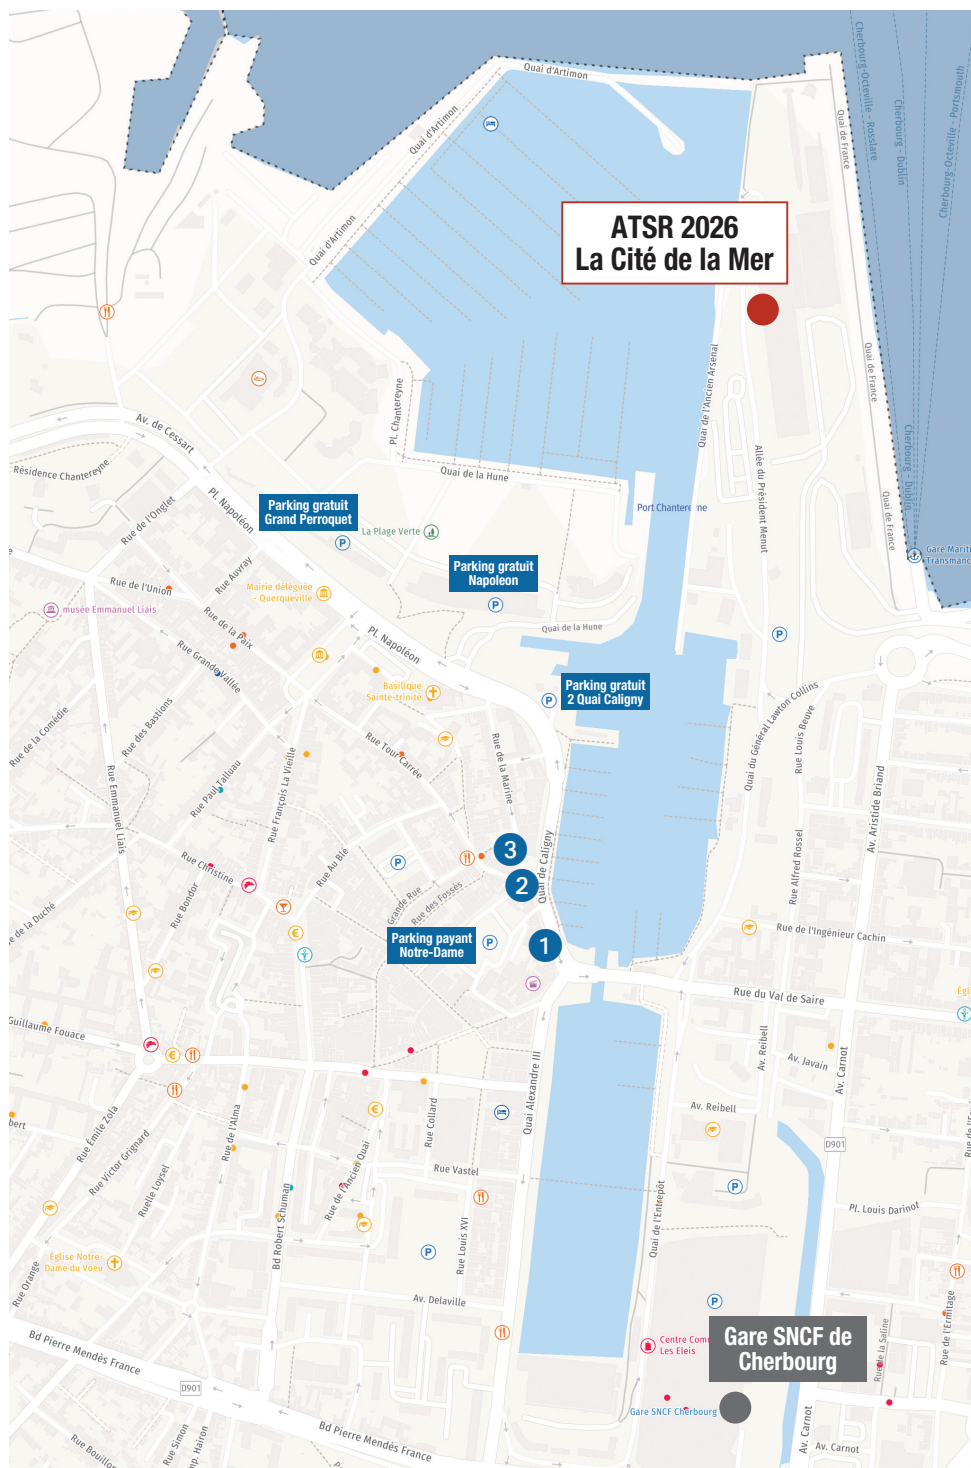 Quai d'Artimon
Quai d'Artimon
Quai d'Artimon
Cherbourg-Octeville - Rosslare
Cherbourg - Dublin
Cherbourg-Octeville - Portsmouth
Quai de France
ATSR 2026
La Cité de la Mer
Quai de France
Quai de l'Ancien Arsenal
Pl. Chantereyne
Av. de Cessart
Résidence Chantereyne
Quai de la Hune
Allée du Président Menut
Cherbourg - Dublin
Quai de France
Pl. Napoléon
Rue de l'Onglet
Parking gratuit
Grand Perroquet
P
La Plage Verte
Port Chantereyne
Gare Mariti
Transmanc
Parking gratuit
Napoleon
P
Rue Auvray
Rue de l'Union
Mairie déléguée
- Querqueville
musée Emmanuel Liais
Rue de la Paix
Quai de la Hune
P
Pl. Napoléon
Rue Grande Vallée
Basilique
Sainte-trinité
Parking gratuit
2 Quai Caligny
P
Rue de la Comédie
Rue des Bastions
Quai du Général Lawton Collins
Rue Louis Beuve
Rue Tour Carrée
Rue de la Marine
Rue Paul Talluau
Rue François La Vieille
Rue Emmanuel Liais
Av. Aristide Briand
3
2
Quai de Caligny
P
Rue Christine
Rue Au Blé
Rue Alfred Rossel
Rue Bondor
Grande Rue
Rue des Fossés
e de la Duché
Parking payant
Notre-Dame
P
1
Rue de l'Ingénieur Cachin
€
Rue du Val de Saire
Égli
Guillaume Fouace
€
Quai Alexandre III
Av. Reibell
Av. Javain
Av. Carnot
Av. Reibell
bert
Rue Émile Zola
Rue Victor Grignard
Rue de l'Alma
€
Rue Collard
D901
Rue de l'E
Ruelle Loysel
Rue de l'Ancien Quai
Rue Vastel
P
Bd Robert Schuman
Rue Louis XVI
Quai de l'Entrepôt
Pl. Louis Darinot
Église Notre-
Dame du Voeu
P
Rue Orange
Av. Delaville
P
Rue de l'Ermitage
Bd Pierre Mendès France
Centre Com
Les Eleis
Gare SNCF de
Cherbourg
Rue de la Saline
D901
Gare SNCF Cherbourg
Bd Pierre Mendès France
Rue Bouillon
Rue Simon
mp. Hairon
Av. Carnot
Av. Carnot